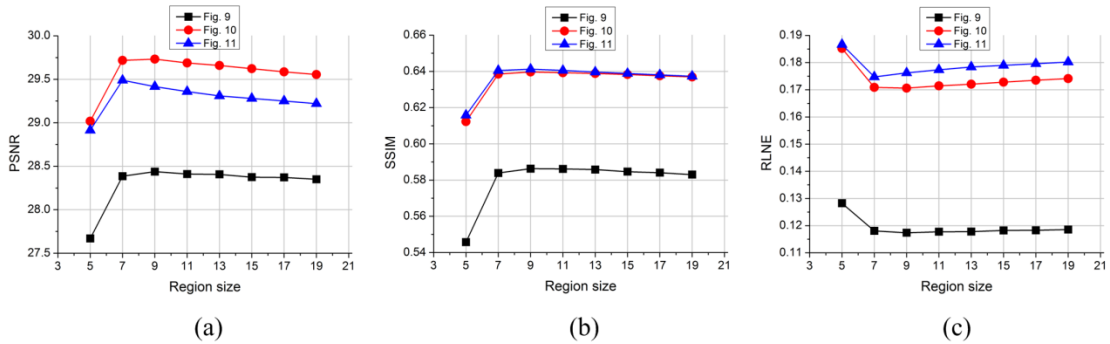 Fig. 9
Fig. 10
Fig. 11
30.0
29.5
29.0
28.5
28.0
27.5
PSNR
3 5 7 9 11 13 15 17 19 21
Region size
(a)
Fig. 9
Fig. 10
Fig. 11
0.66
0.64
0.62
0.60
0.58
0.56
0.54
SSIM
3 5 7 9 11 13 15 17 19 21
Region size
(b)
Fig. 9
Fig. 10
Fig. 11
0.19
0.18
0.17
0.16
0.15
0.14
0.13
0.12
0.11
RLNE
3 5 7 9 11 13 15 17 19 21
Region size
(c)